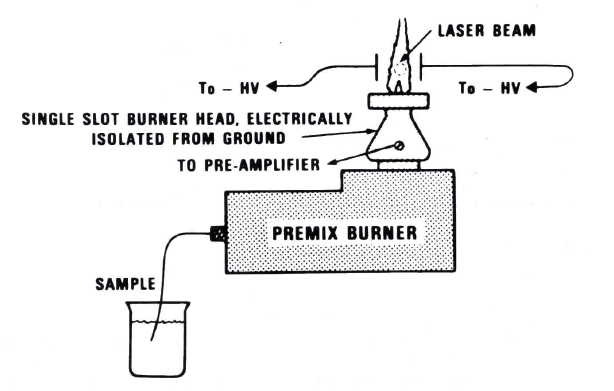 LASER BEAM
To – HV
To – HV
SINGLE SLOT BURNER HEAD, ELECTRICALLY
ISOLATED FROM GROUND
TO PRE-AMPLIFIER
PREMIX BURNER
SAMPLE